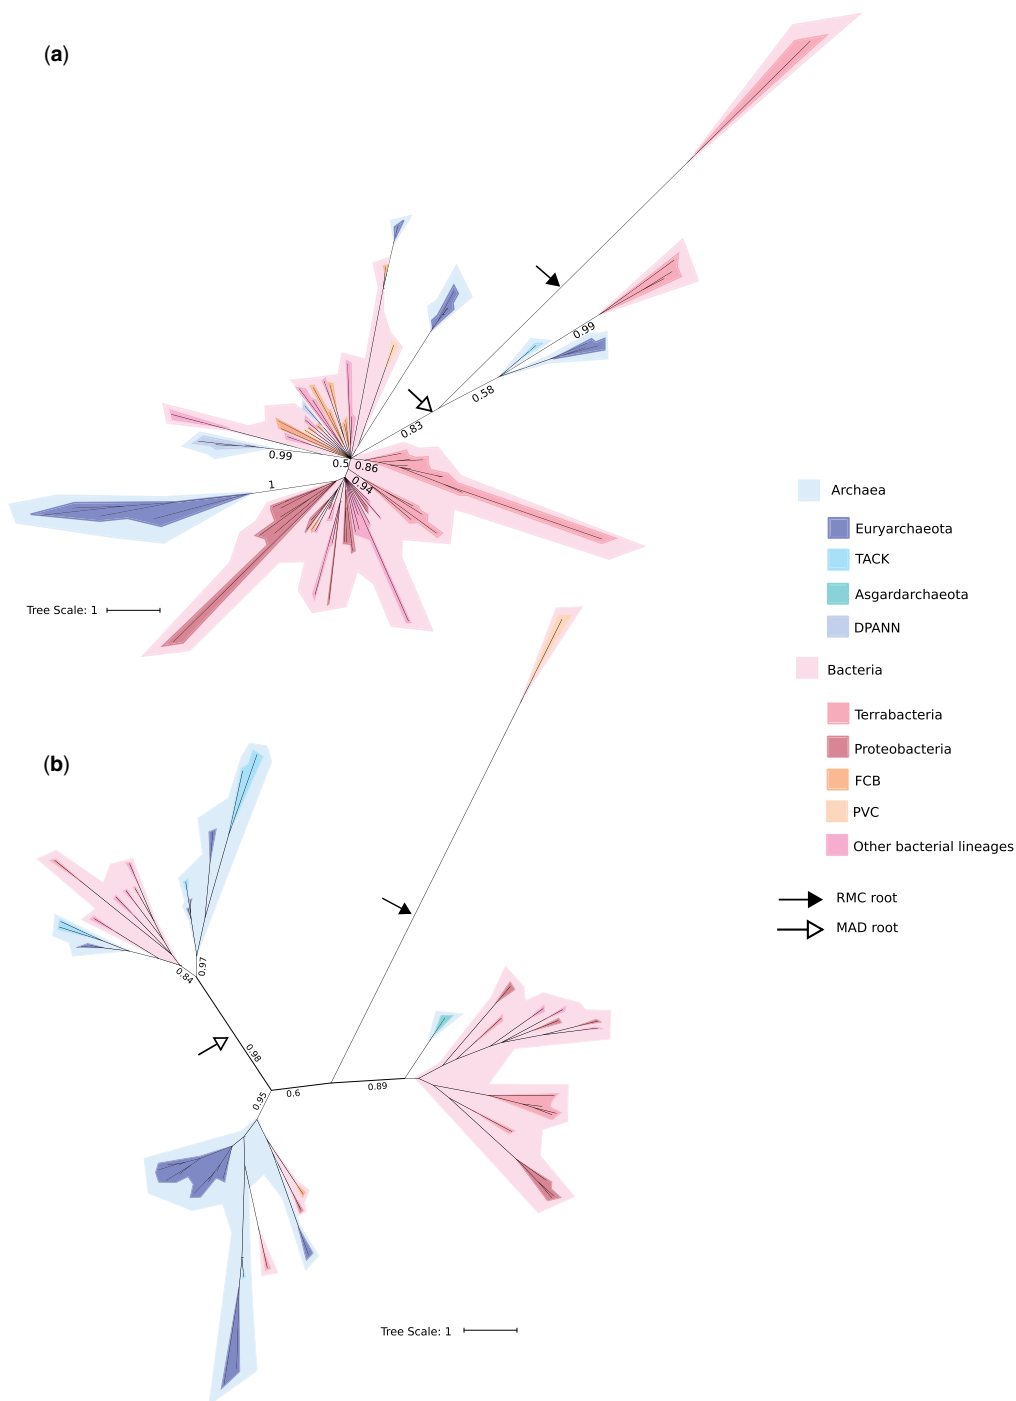 (a)
0.99
0.58
0.83
0.99
0.5
0.86
0.94
1
Tree Scale: 1
Archaea
Euryarchaeota
TACK
Asgardarchaeota
DPANN
Bacteria
Terrabacteria
Proteobacteria
FCB
PVC
Other bacterial lineages
RMC root
MAD root
(b)
0.97
0.84
0.98
0.6
0.89
0.95
Tree Scale: 1